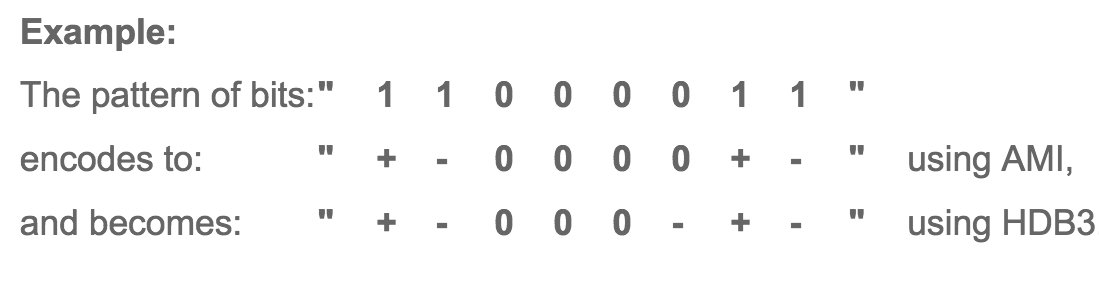 Example:
The pattern of bits:" 1 1 0 0 0 0 1 1 "
encodes to: " + - 0 0 0 0 + - " using AMI,
and becomes: " + - 0 0 0 - + - " using HDB3